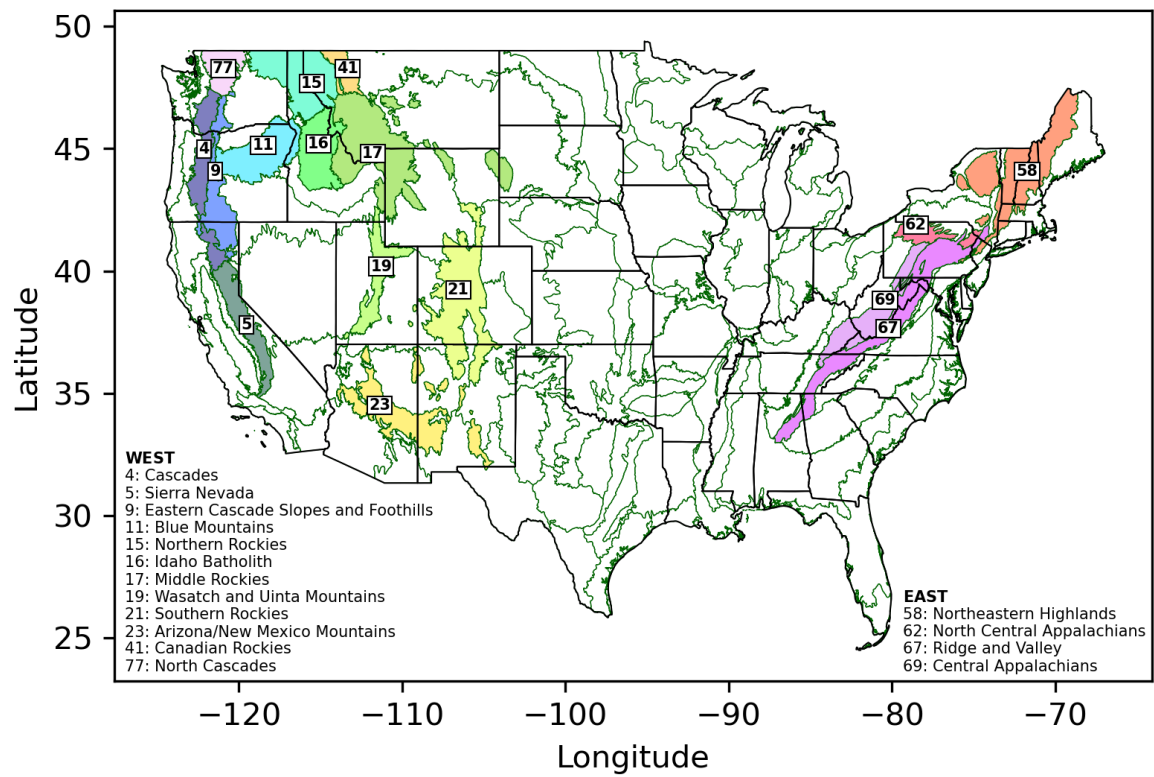 50
45
40
35
30
25
Latitude
77
15
41
4
9
11
16
17
58
62
19
21
69
5
67
23
WEST
4: Cascades
5: Sierra Nevada
9: Eastern Cascade Slopes and Foothills
11: Blue Mountains
15: Northern Rockies
16: Idaho Batholith
17: Middle Rockies
19: Wasatch and Uinta Mountains
21: Southern Rockies
23: Arizona/New Mexico Mountains
41: Canadian Rockies
77: North Cascades
EAST
58: Northeastern Highlands
62: North Central Appalachians
67: Ridge and Valley
69: Central Appalachians
−120
−110
−100
−90
−80
−70
Longitude